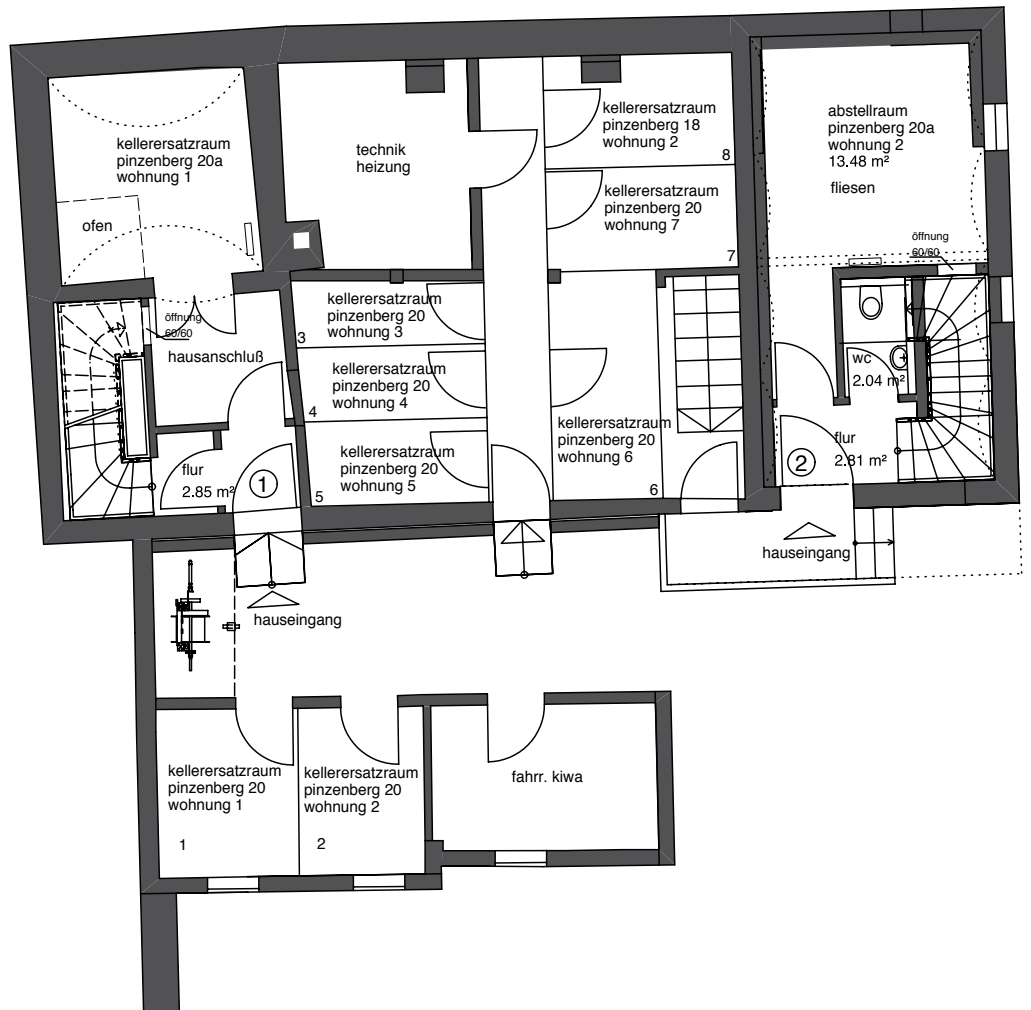 kellerersatzraum
pinzenberg 20a
wohnung 1
ofen
technik
heizung
kellerersatzraum
pinzenberg 18
wohnung 2
8
kellerersatzraum
pinzenberg 20
wohnung 7
7
abstellraum
pinzenberg 20a
wohnung 2
13.48 m²
fliesen
öffnung
60/60
öffnung
60/60
hausanschluß
kellerersatzraum
pinzenberg 20
wohnung 3
3
kellerersatzraum
pinzenberg 20
wohnung 4
4
kellerersatzraum
pinzenberg 20
wohnung 5
5
kellerersatzraum
pinzenberg 20
wohnung 6
6
wc
2.04 m²
flur
2.85 m²
1
2
flur
2.81 m²
hauseingang
hauseingang
kellerersatzraum
pinzenberg 20
wohnung 1
1
kellerersatzraum
pinzenberg 20
wohnung 2
2
fahrr. kiwa